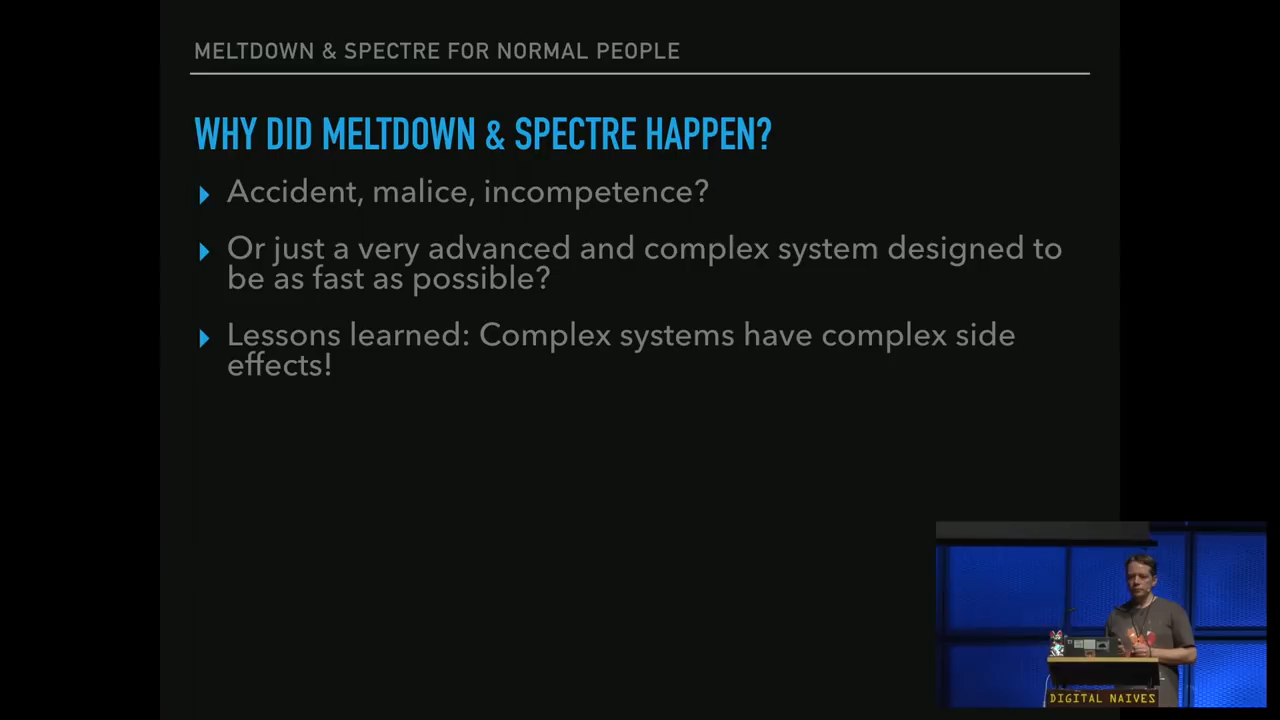 MELTDOWN & SPECTRE FOR NORMAL PEOPLE
WHY DID MELTDOWN & SPECTRE HAPPEN?
Accident, malice, incompetence?
Or just a very advanced and complex system designed to
be as fast as possible?
Lessons learned: Complex systems have complex side
effects!
DIGITAL NAIVES